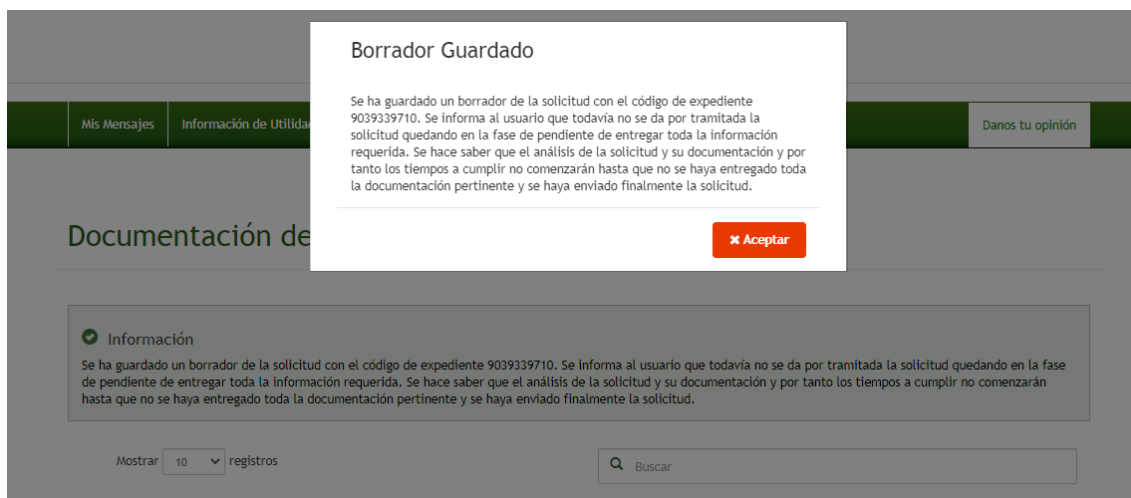 Borrador Guardado
Se ha guardado un borrador de la solicitud con el código de expediente
9039339710. Se informa al usuario que todavía no se da por tramitada la
solicitud quedando en la fase de pendiente de entregar toda la información
requerida. Se hace saber que el análisis de la solicitud y su documentación y por
tanto los tiempos a cumplir no comenzarán hasta que no se haya entregado toda
la documentación pertinente y se haya enviado finalmente la solicitud.
Aceptar
Mis Mensajes
Información de Utilida
Danos tu opinión
Documentación de
Información
Se ha guardado un borrador de la solicitud con el código de expediente 9039339710. Se informa al usuario que todavía no se da por tramitada la solicitud quedando en la fase
de pendiente de entregar toda la información requerida. Se hace saber que el análisis de la solicitud y su documentación y por tanto los tiempos a cumplir no comenzarán
hasta que no se haya entregado toda la documentación pertinente y se haya enviado finalmente la solicitud.
Mostrar 10 registros
Buscar